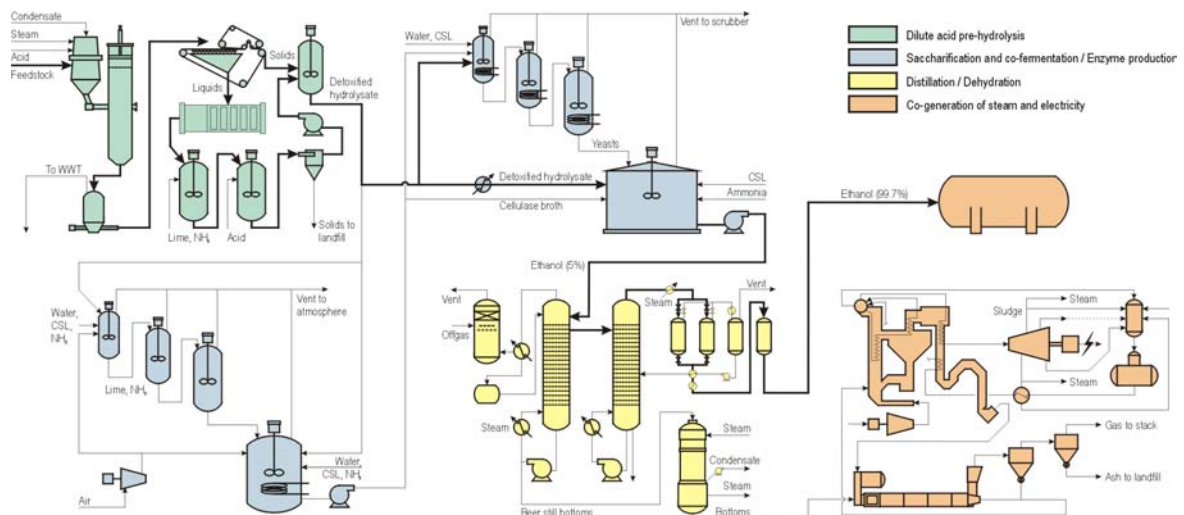 Condensate
Steam
Acid
Feedstock
To WWT
Solids
Liquids
Detoxified
hydrolysate
Lime, NH₃
Acid
Solids to
landfill
Water, CSL
Vent to scrubber
Yeasts
Detoxified hydrolysate
Cellulase broth
CSL
Ammonia
Dilute acid pre-hydrolysis
Saccharification and co-fermentation / Enzyme production
Distillation / Dehydration
Co-generation of steam and electricity
Ethanol (99.7%)
Water,
CSL,
NH₃
Vent to
atmosphere
Lime, NH₃
Air
Water,
CSL, NH₃
Ethanol (5%)
Vent
Offgas
Steam
Steam
Vent
Steam
Condensate
Steam
Bottoms
Beer still bottoms
Steam
Sludge
Steam
Gas to stack
Ash to landfill